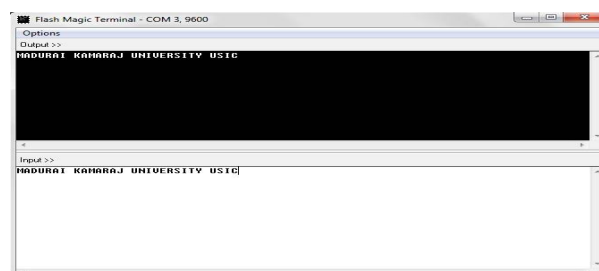 Flash Magic Terminal - COM 3, 9600
Options
Output >>
MADURAI KAMARAJ UNIVERSITY USIC
Input >>
MADURAI KAMARAJ UNIVERSITY USIC